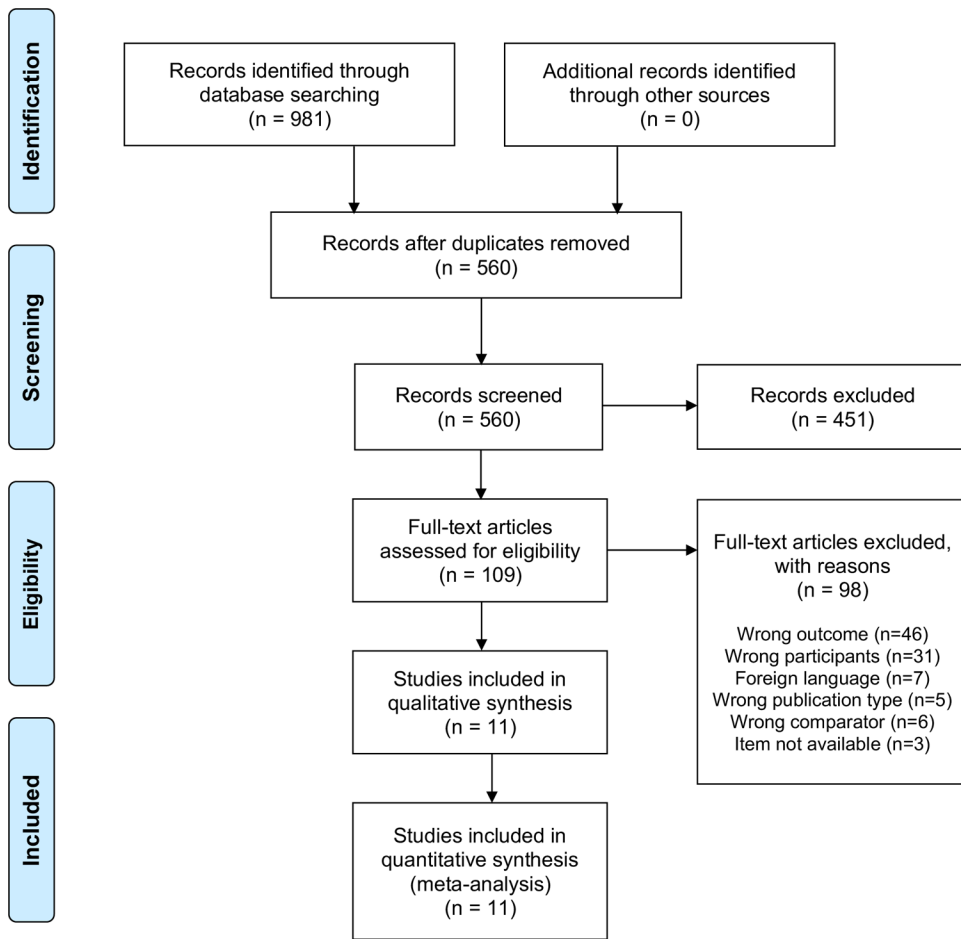 Identification
Records identified through
database searching
(n = 981)
Additional records identified
through other sources
(n = 0)
Records after duplicates removed
(n = 560)
Screening
Records screened
(n = 560)
Records excluded
(n = 451)
Eligibility
Full-text articles
assessed for eligibility
(n = 109)
Full-text articles excluded,
with reasons
(n = 98)
Wrong outcome (n=46)
Wrong participants (n=31)
Foreign language (n=7)
Wrong publication type (n=5)
Wrong comparator (n=6)
Item not available (n=3)
Studies included in
qualitative synthesis
(n = 11)
Included
Studies included in
quantitative synthesis
(meta-analysis)
(n = 11)